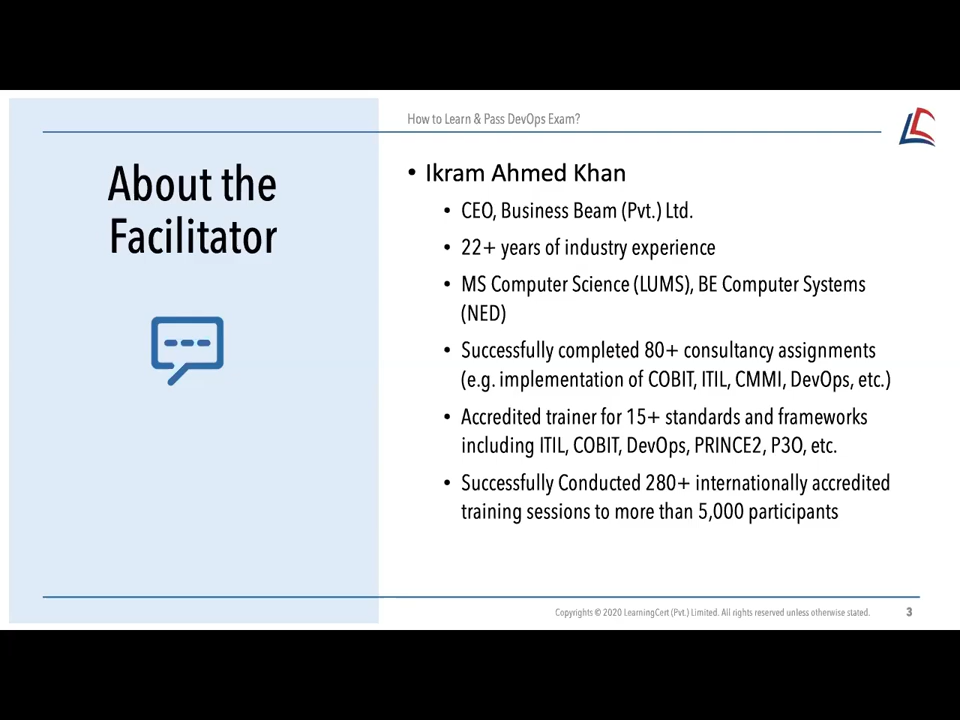 How to Learn & Pass DevOps Exam?
About the
Facilitator
• Ikram Ahmed Khan
• CEO, Business Beam (Pvt.) Ltd.
• 22+ years of industry experience
• MS Computer Science (LUMS), BE Computer Systems
(NED)
• Successfully completed 80+ consultancy assignments
(e.g. implementation of COBIT, ITIL, CMMI, DevOps, etc.)
• Accredited trainer for 15+ standards and frameworks
including ITIL, COBIT, DevOps, PRINCE2, P3O, etc.
• Successfully Conducted 280+ internationally accredited
training sessions to more than 5,000 participants
Copyrights © 2020 LearningCert (Pvt.) Limited. All rights reserved unless otherwise stated.
3